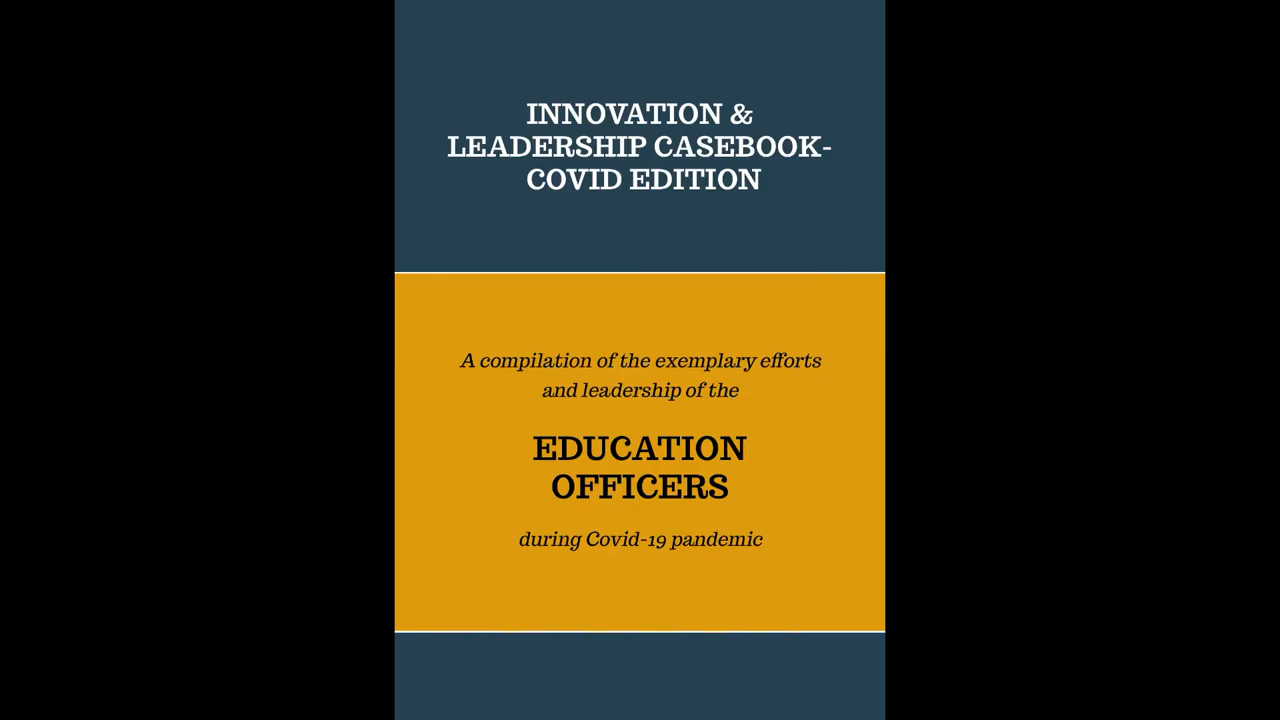 INNOVATION &
LEADERSHIP CASEBOOK-
COVID EDITION
A compilation of the exemplary efforts
and leadership of the
EDUCATION
OFFICERS
during Covid-19 pandemic